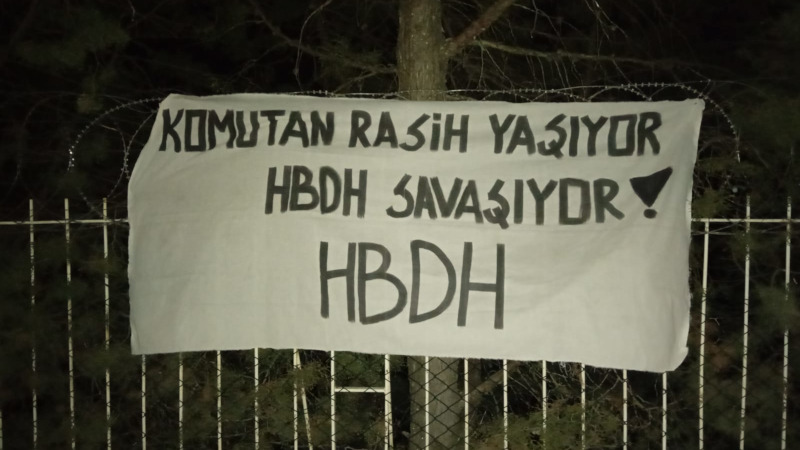 KOMUTAN RASİH YAŞIYOR
HBDH SAVAŞIYOR!
HBDH